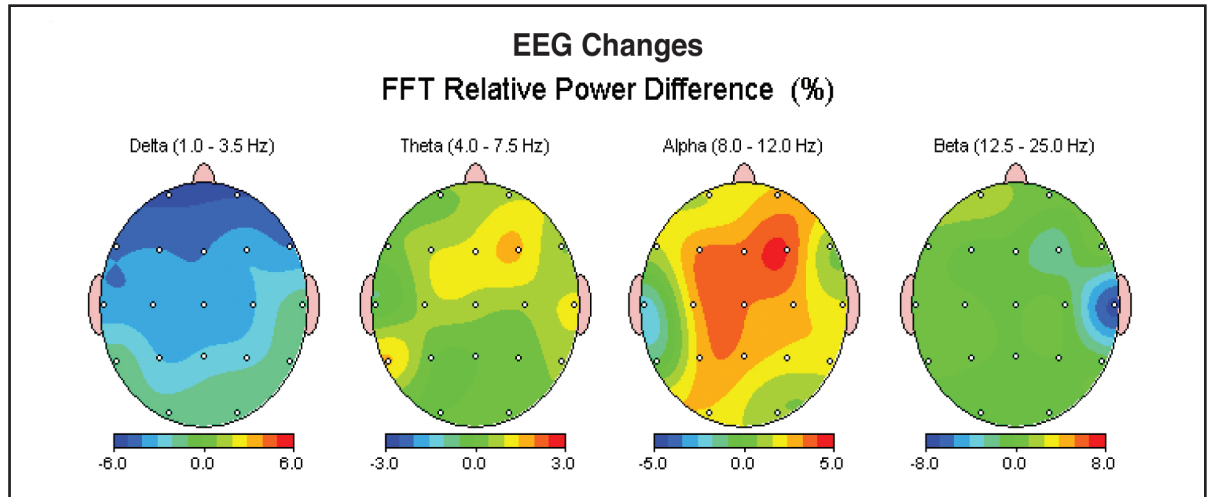 EEG Changes
FFT Relative Power Difference (%)
Delta (1.0 - 3.5 Hz)
Theta (4.0 - 7.5 Hz)
Alpha (8.0 - 12.0 Hz)
Beta (12.5 - 25.0 Hz)
-6.0 0.0 6.0
-3.0 0.0 3.0
-5.0 0.0 5.0
-8.0 0.0 8.0